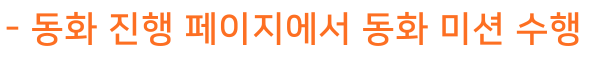 - 동화 진행 페이지에서 동화 미션 수행